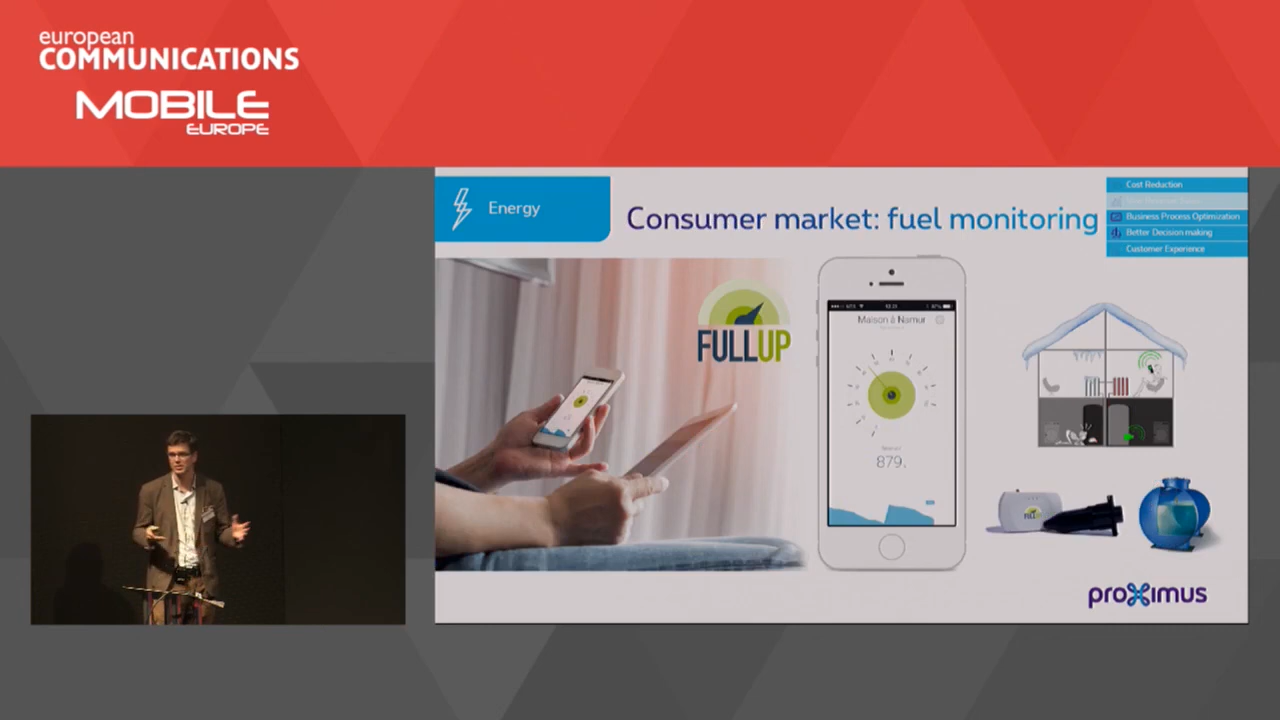 european
COMMUNICATIONS
MOBILE
EUROPE
Energy
Consumer market: fuel monitoring
Cost Reduction
Business Process Optimization
Better Decision making
Customer Experience
FULLUP
Maison à Namur
879
FULLUP
proximus